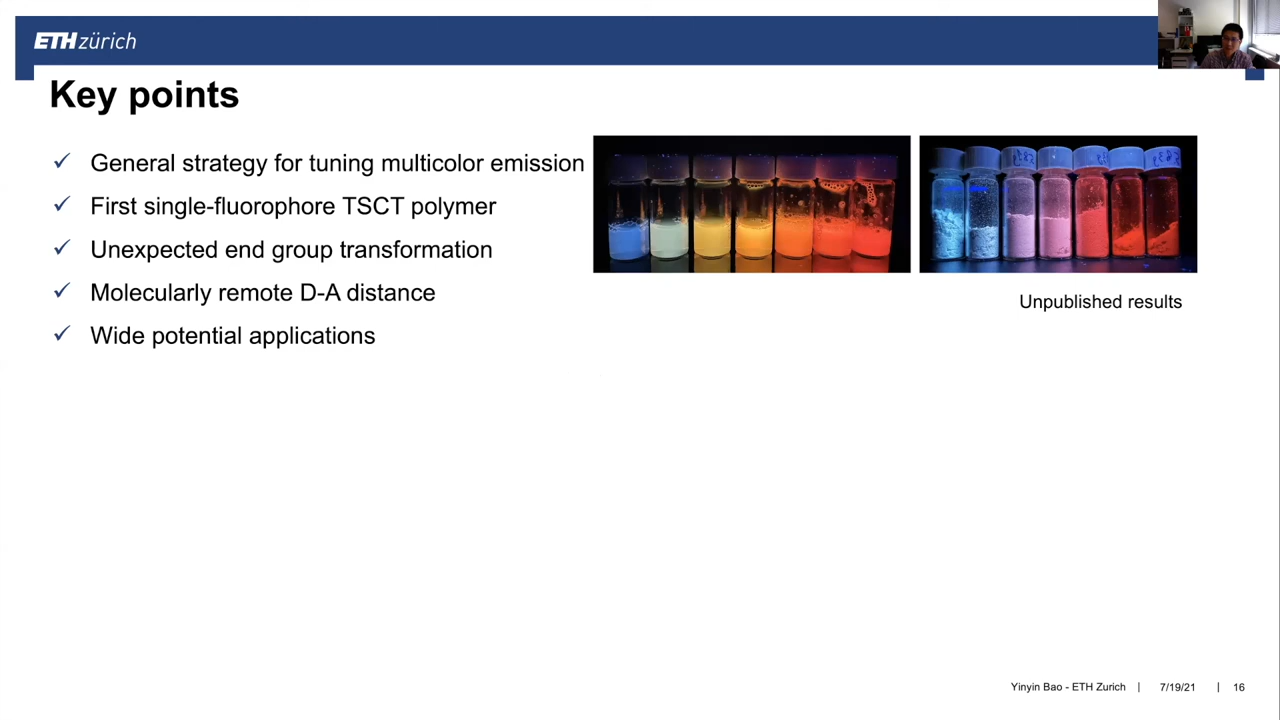 ETH zürich
Key points
✓ General strategy for tuning multicolor emission
✓ First single-fluorophore TSCT polymer
✓ Unexpected end group transformation
✓ Molecularly remote D-A distance
✓ Wide potential applications
Unpublished results
Yinyin Bao - ETH Zurich | 7/19/21 | 16